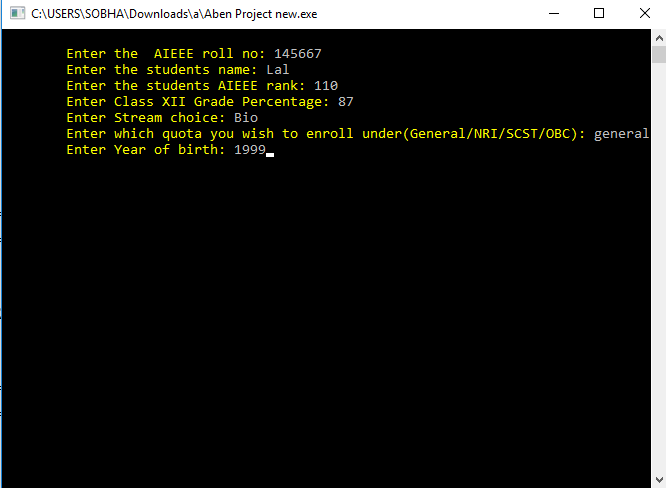 C:\USERS\SOBHA\Downloads\a\Aben Project new.exe
Enter the  AIEEE roll no: 145667
Enter the students name: Lal
Enter the students AIEEE rank: 110
Enter Class XII Grade Percentage: 87
Enter Stream choice: Bio
Enter which quota you wish to enroll under(General/NRI/SCST/OBC): general
Enter Year of birth: 1999